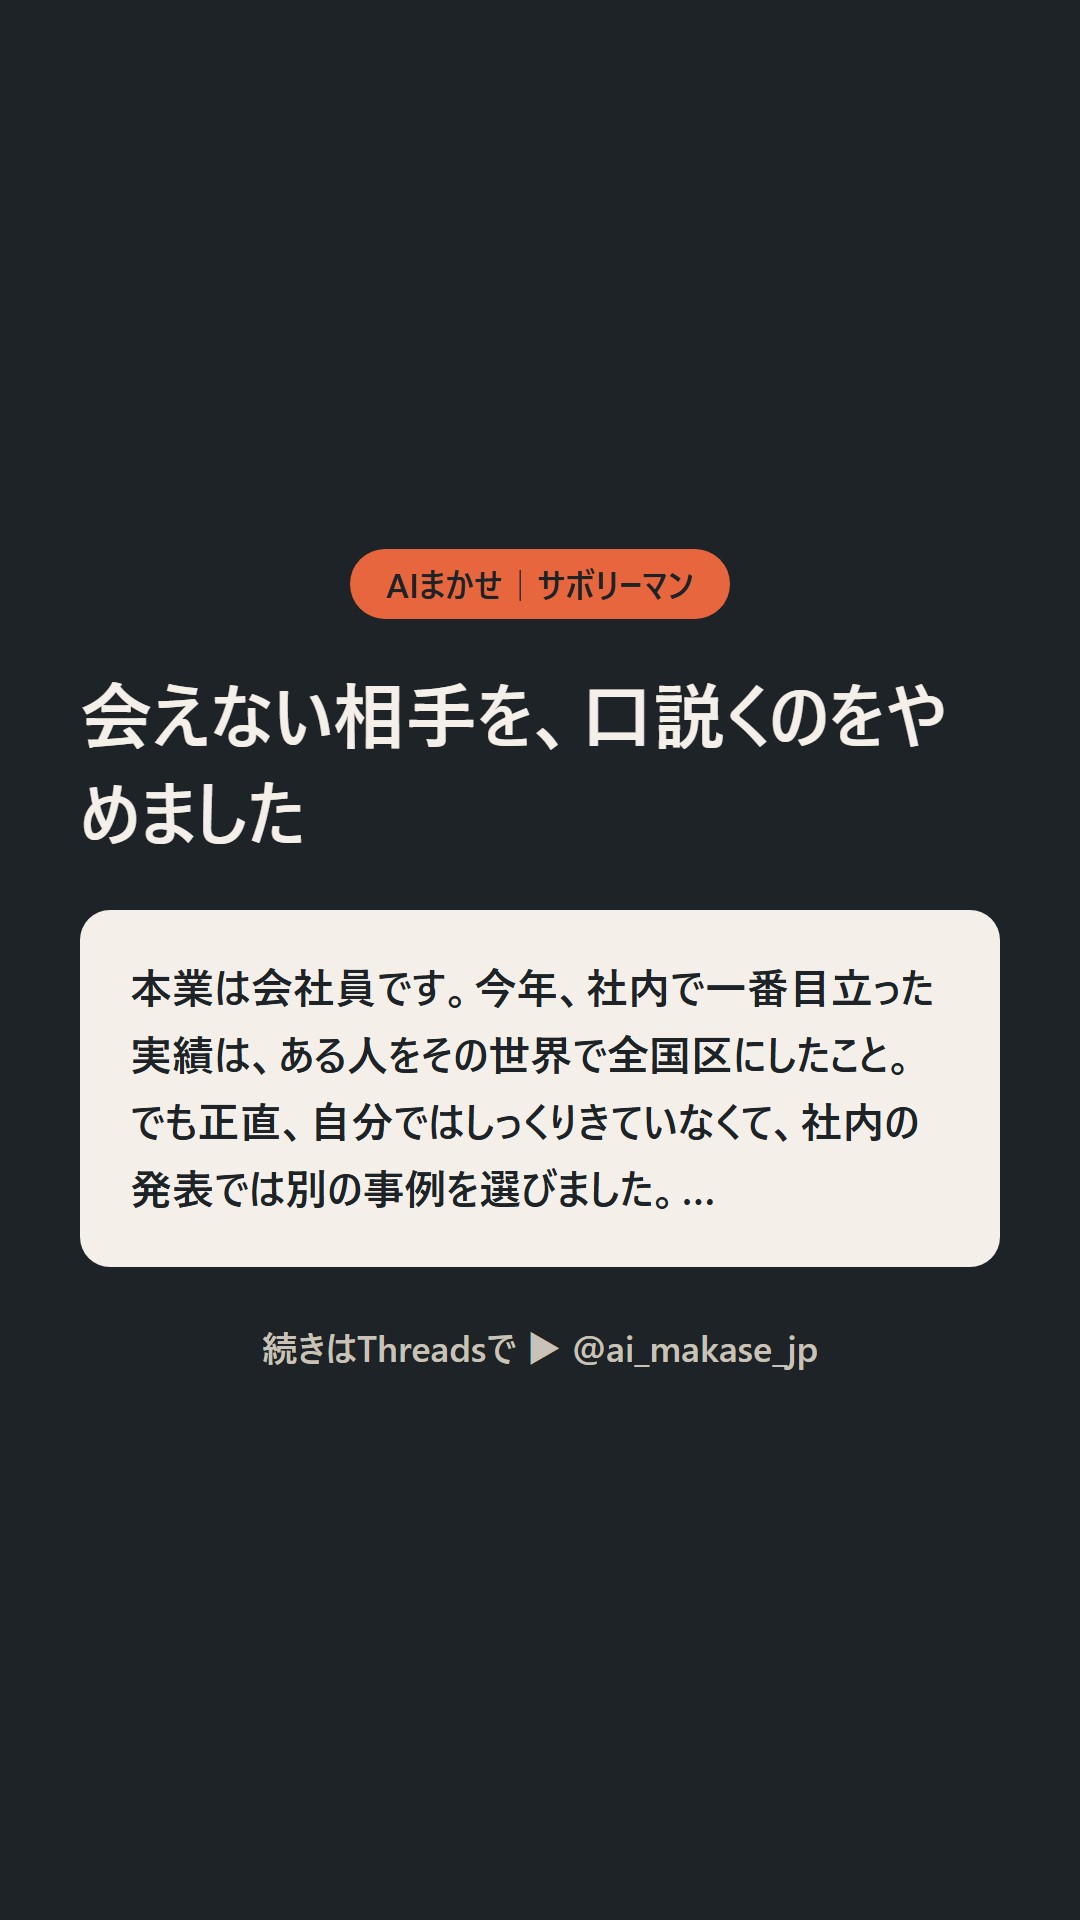 AIまかせ｜サボリーマン
会えない相手を、口説くのをや
めました
本業は会社員です。今年、社内で一番目立った
実績は、ある人をその世界で全国区にしたこと。
でも正直、自分ではしっくりきていなくて、社内の
発表では別の事例を選びました。…
続きはThreadsで ▶ @ai_makase_jp